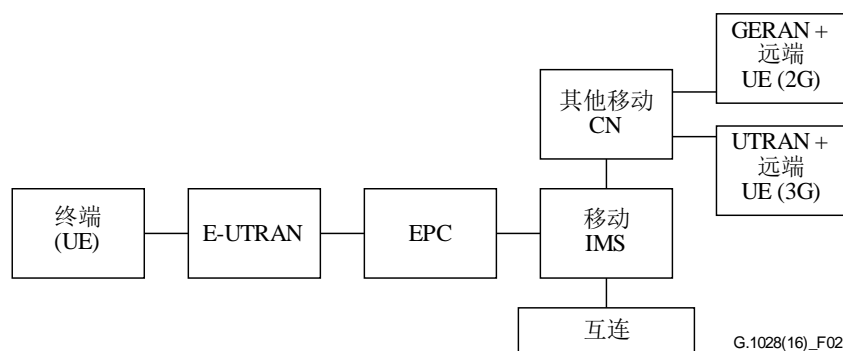 GERAN +
远端
UE (2G)
其他移动
CN
UTRAN +
远端
UE (3G)
终端
(UE)
E-UTRAN
EPC
移动
IMS
互连
G.1028(16)_F02